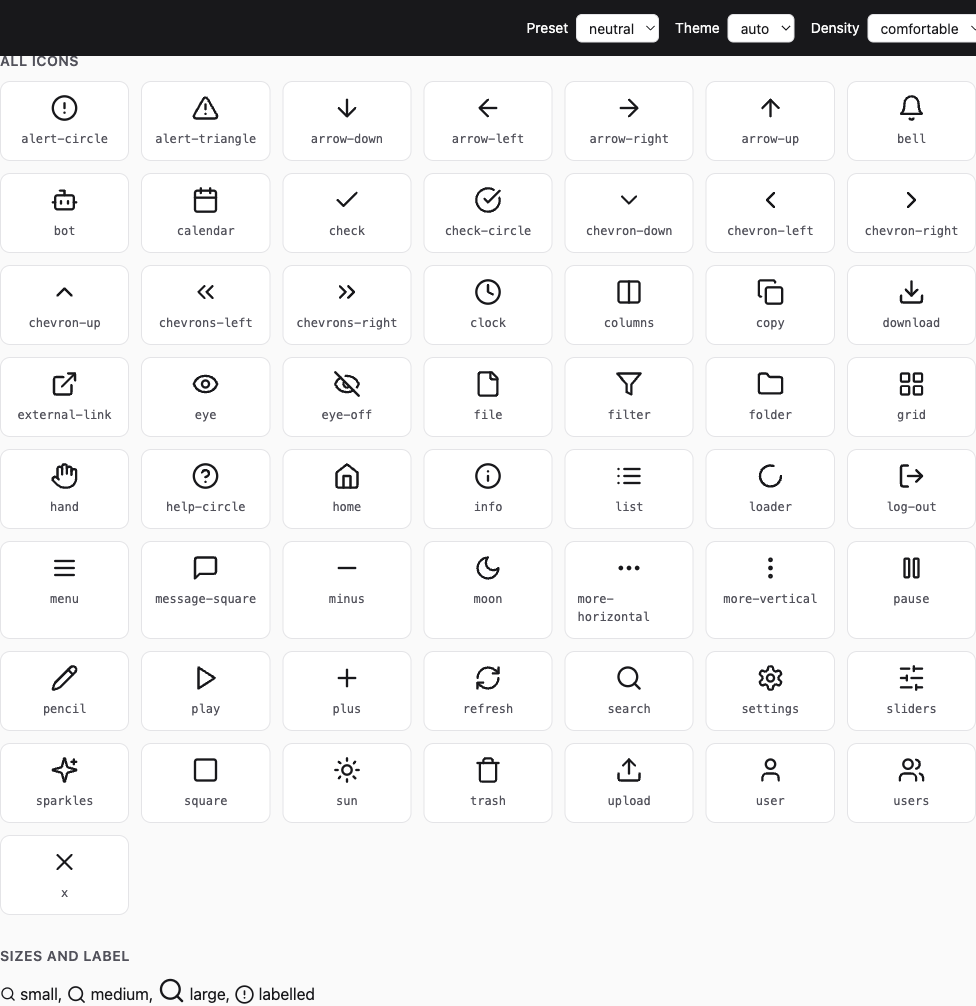 Preset neutral Theme auto Density comfortable
ALL ICONS
alert-circle alert-triangle arrow-down arrow-left arrow-right arrow-up bell
bot calendar check check-circle chevron-down chevron-left chevron-right
chevron-up chevrons-left chevrons-right clock columns copy download
external-link eye eye-off file filter folder grid
hand help-circle home info list loader log-out
menu message-square minus moon more- more-vertical pause
horizontal
pencil play plus refresh search settings sliders
sparkles square sun trash upload user users
x
SIZES AND LABEL
small, medium, large, labelled